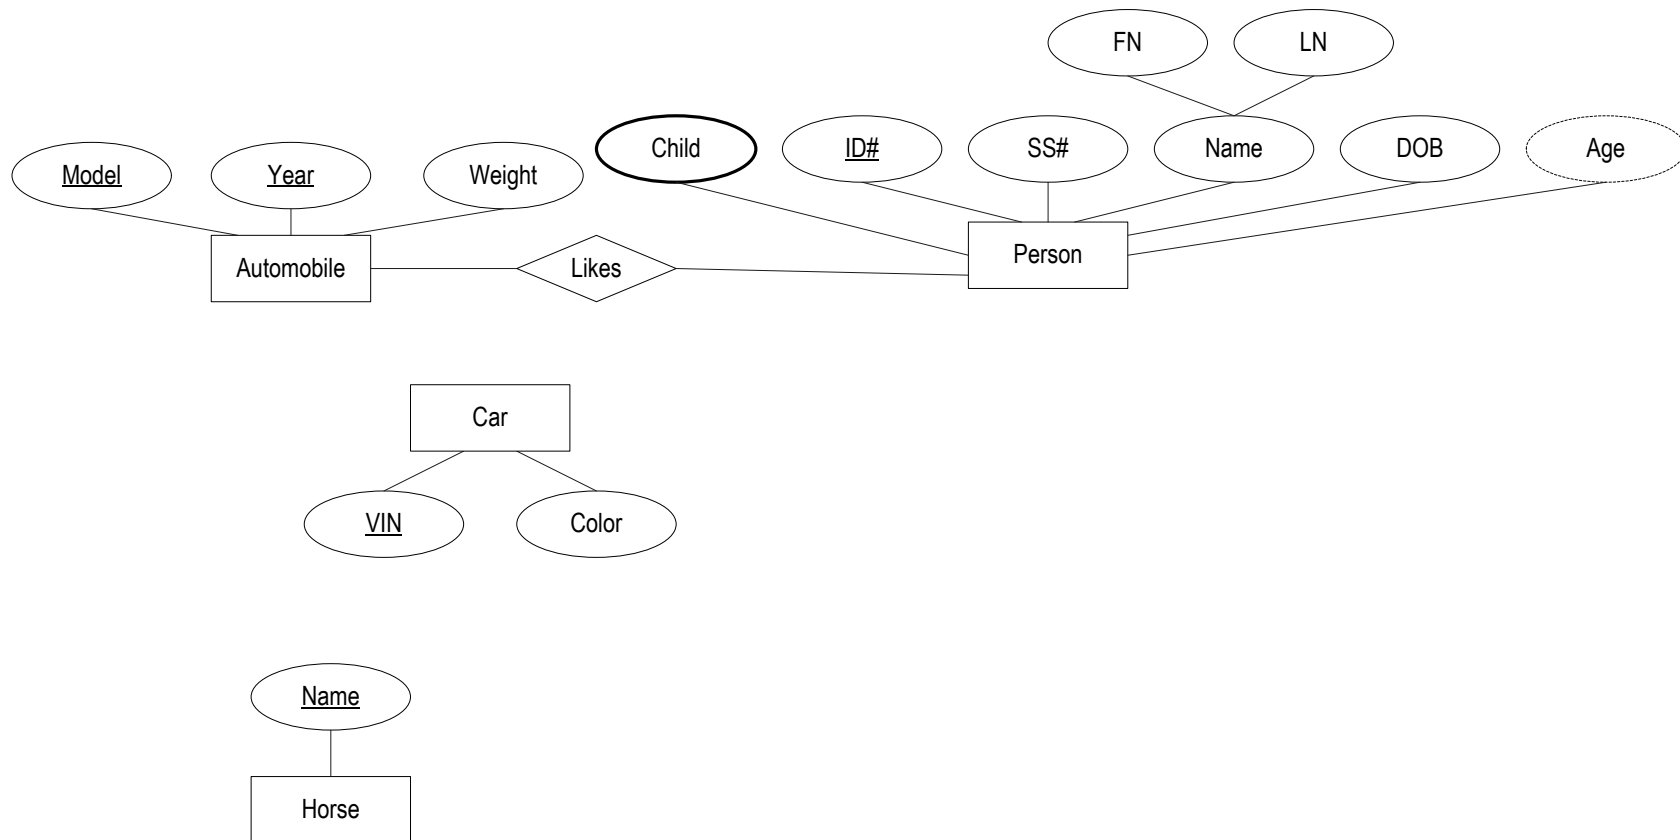 FN
LN
Child
ID#
SS#
Name
DOB
Age
Model
Year
Weight
Automobile
Likes
Person
Car
VIN
Color
Name
Horse